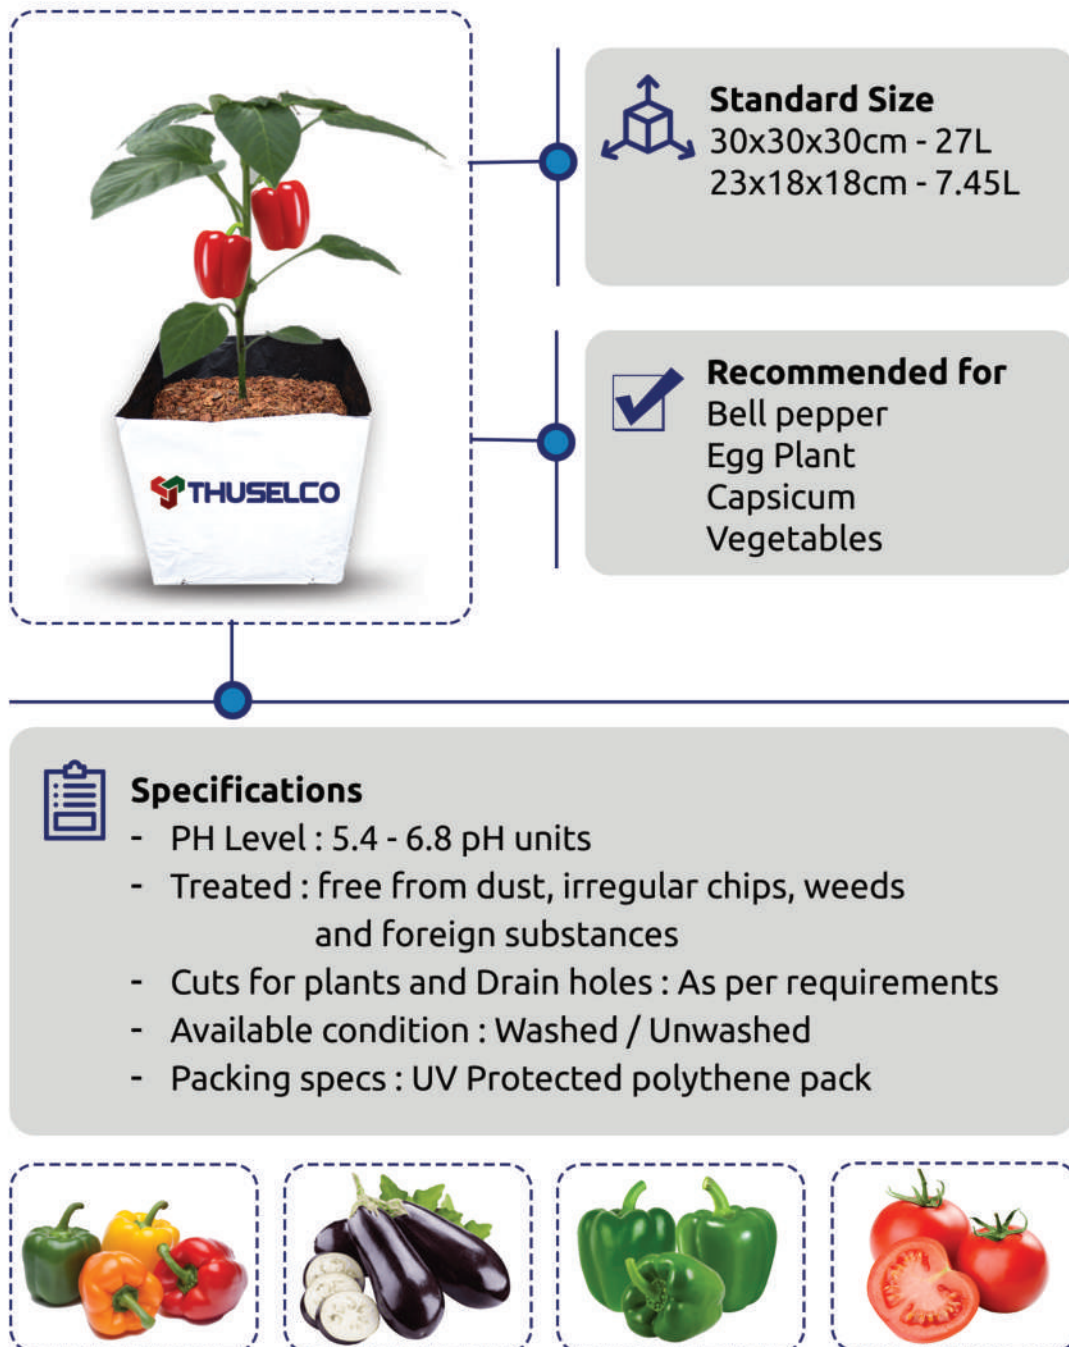 Standard Size
30x30x30cm - 27L
23x18x18cm - 7.45L
Recommended for
Bell pepper
Egg Plant
Capsicum
Vegetables
THUSELCO
Specifications
- PH Level : 5.4 - 6.8 pH units
- Treated : free from dust, irregular chips, weeds
and foreign substances
- Cuts for plants and Drain holes : As per requirements
- Available condition : Washed / Unwashed
- Packing specs : UV Protected polythene pack